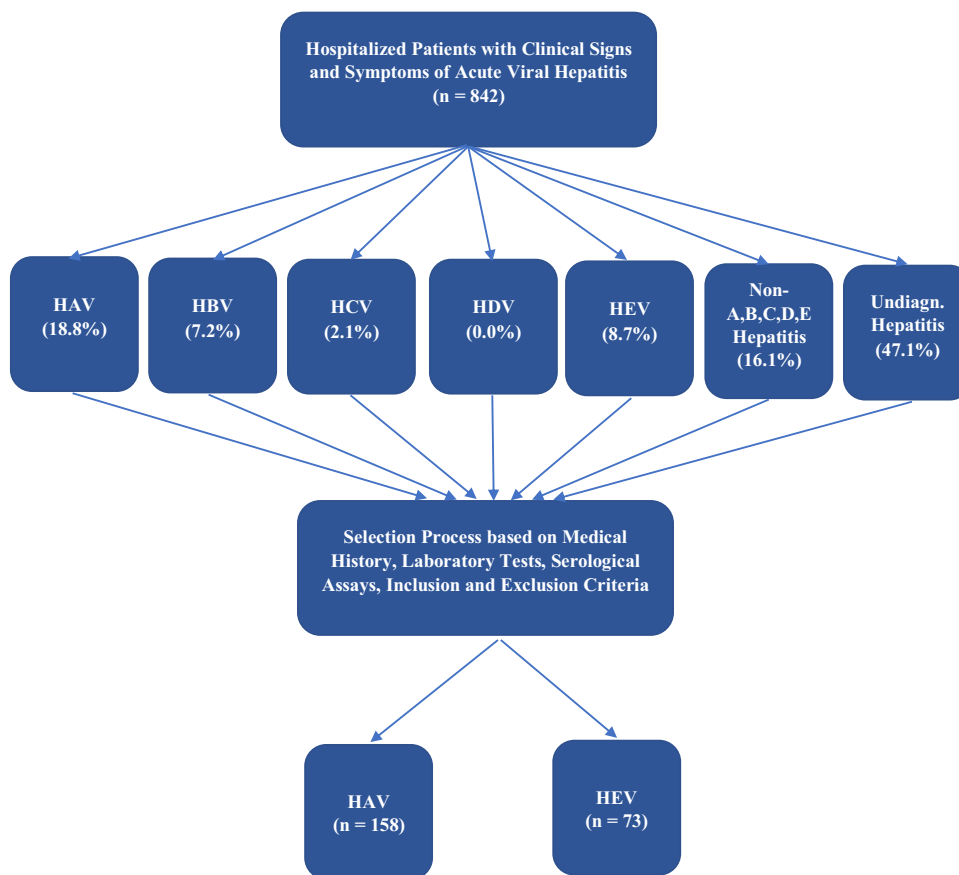 Hospitalized Patients with Clinical Signs
and Symptoms of Acute Viral Hepatitis
(n = 842)
HAV
(18.8%)
HBV
(7.2%)
HCV
(2.1%)
HDV
(0.0%)
HEV
(8.7%)
Non-
A,B,C,D,E
Hepatitis
(16.1%)
Undiagn.
Hepatitis
(47.1%)
Selection Process based on Medical
History, Laboratory Tests, Serological
Assays, Inclusion and Exclusion Criteria
HAV
(n = 158)
HEV
(n = 73)